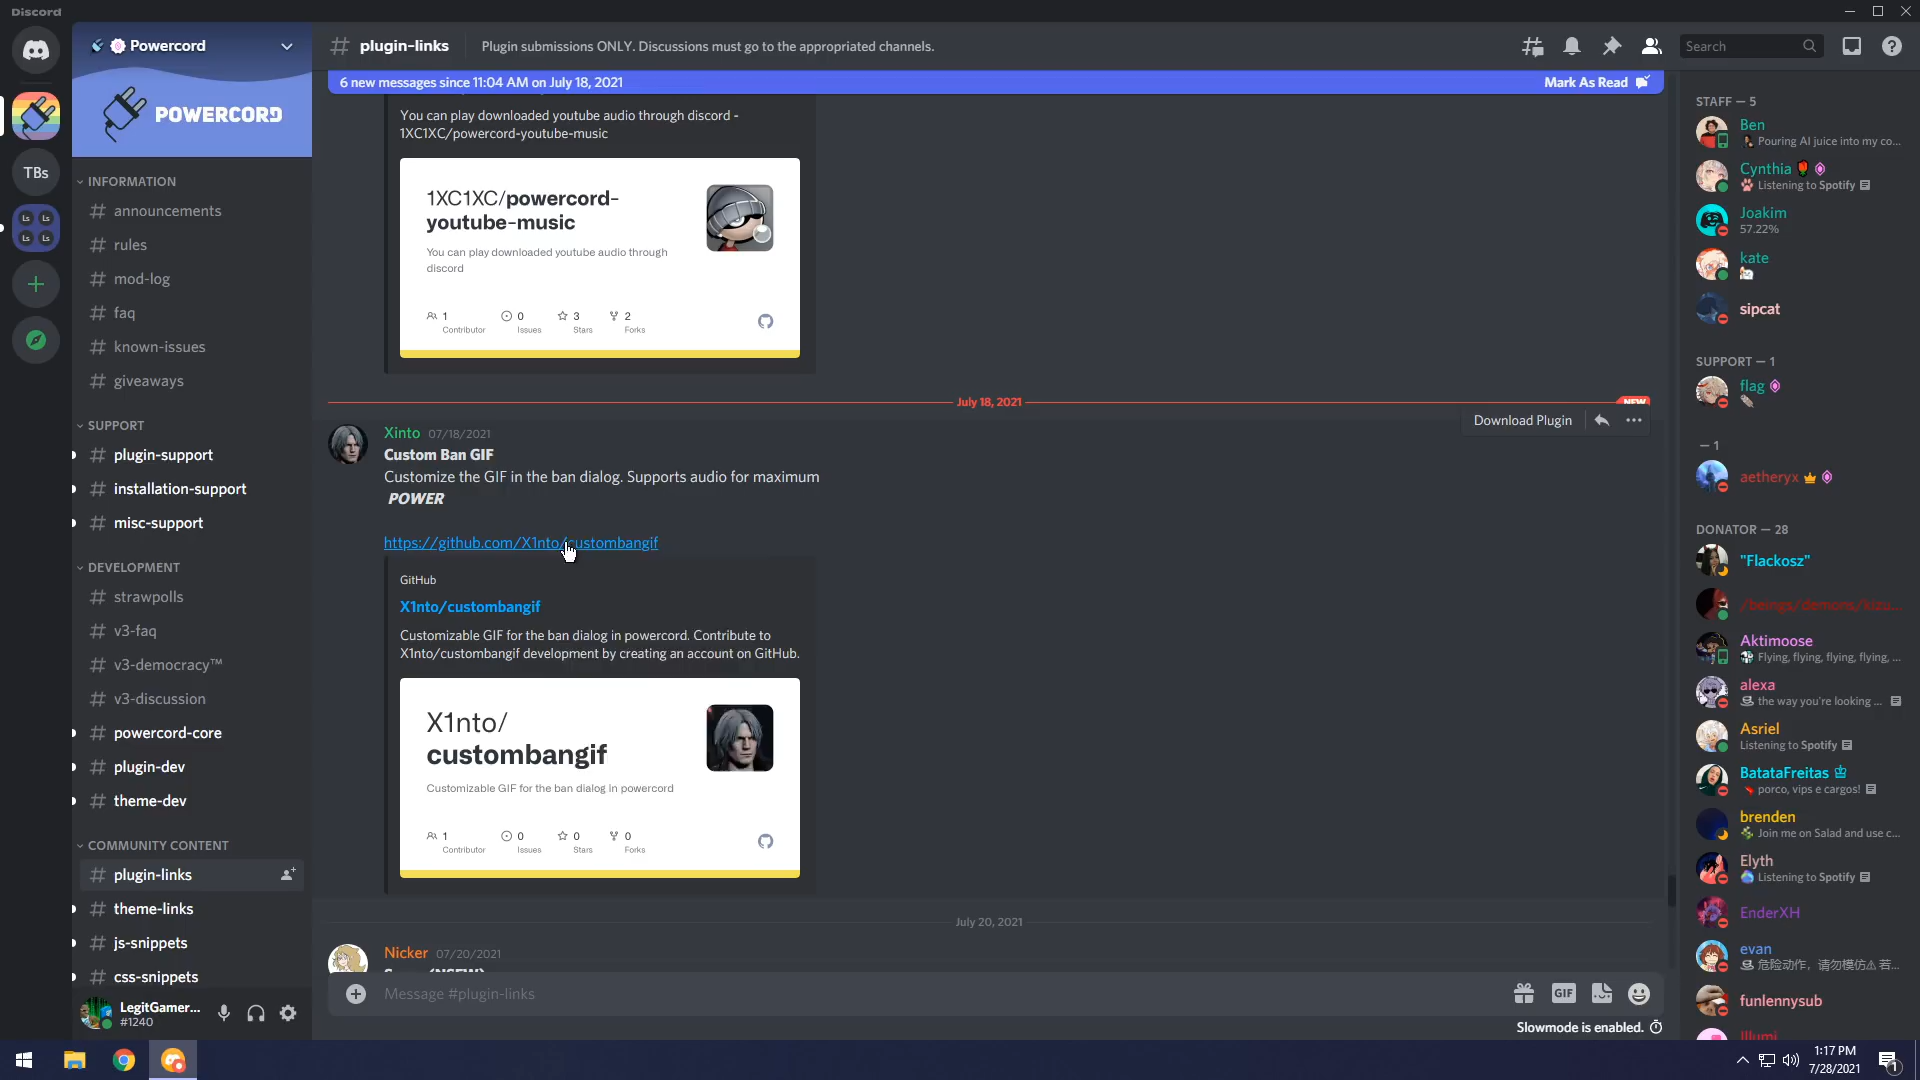 Discord
Powercord
POWERCORD
TBs
Ls Ls
Ls Ls
INFORMATION
announcements
rules
mod-log
faq
known-issues
giveaways
SUPPORT
plugin-support
installation-support
misc-support
DEVELOPMENT
strawpolls
v3-faq
v3-democracy™
v3-discussion
powercord-core
plugin-dev
theme-dev
COMMUNITY CONTENT
plugin-links
theme-links
js-snippets
css-snippets
LegitGamer...
#1240
plugin-links
Plugin submissions ONLY. Discussions must go to the appropriated channels.
Search
6 new messages since 11:04 AM on July 18, 2021
Mark As Read
You can play downloaded youtube audio through discord -
1XC1XC/powercord-youtube-music
1XC1XC/powercord-
youtube-music
You can play downloaded youtube audio through
discord
1 0 3 2
Contributor Issues Stars Forks
July 18, 2021
NEW
Download Plugin
Xinto 07/18/2021
Custom Ban GIF
Customize the GIF in the ban dialog. Supports audio for maximum
POWER
https://github.com/X1nto/custombangif
GitHub
X1nto/custombangif
Customizable GIF for the ban dialog in powercord. Contribute to
X1nto/custombangif development by creating an account on GitHub.
X1nto/
custombangif
Customizable GIF for the ban dialog in powercord
1 0 0 0
Contributor Issues Stars Forks
July 20, 2021
Nicker 07/20/2021
Message #plugin-links
GIF
Slowmode is enabled.
STAFF — 5
Ben
Pouring AI juice into my co...
Cynthia
Listening to Spotify
Joakim
57.22%
kate
sipcat
SUPPORT — 1
flag
— 1
aetheryx
DONATOR — 28
"Flackosz"
/beings/demons/kizu...
Aktimoose
Flying, flying, flying, flying, ...
alexa
the way you're looking ...
Asriel
Listening to Spotify
BatataFreitas
porco, vips e cargos!
brenden
Join me on Salad and use c...
Elyth
Listening to Spotify
EnderXH
evan
危险动作，请勿模仿⚠若...
funlennysub
Illumi
1:17 PM
7/28/2021
1